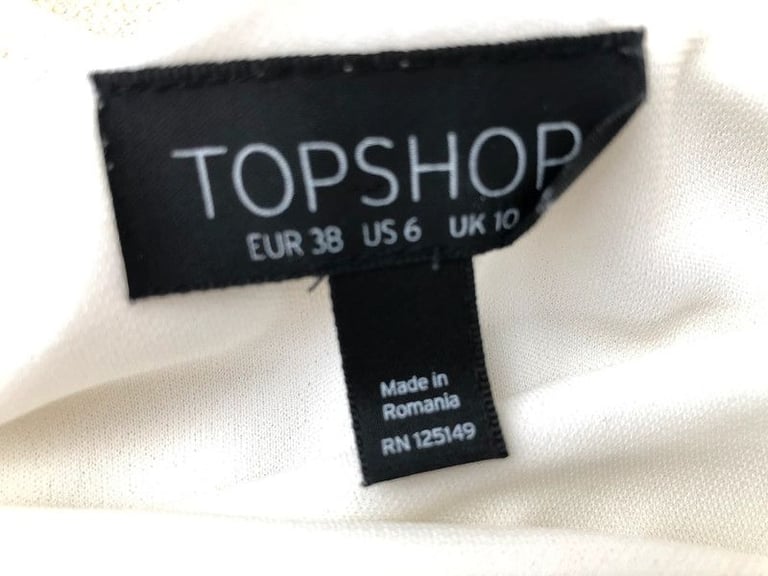 TOPSHOP
EUR 38 US 6 UK 10
Made in
Romania
RN 125149